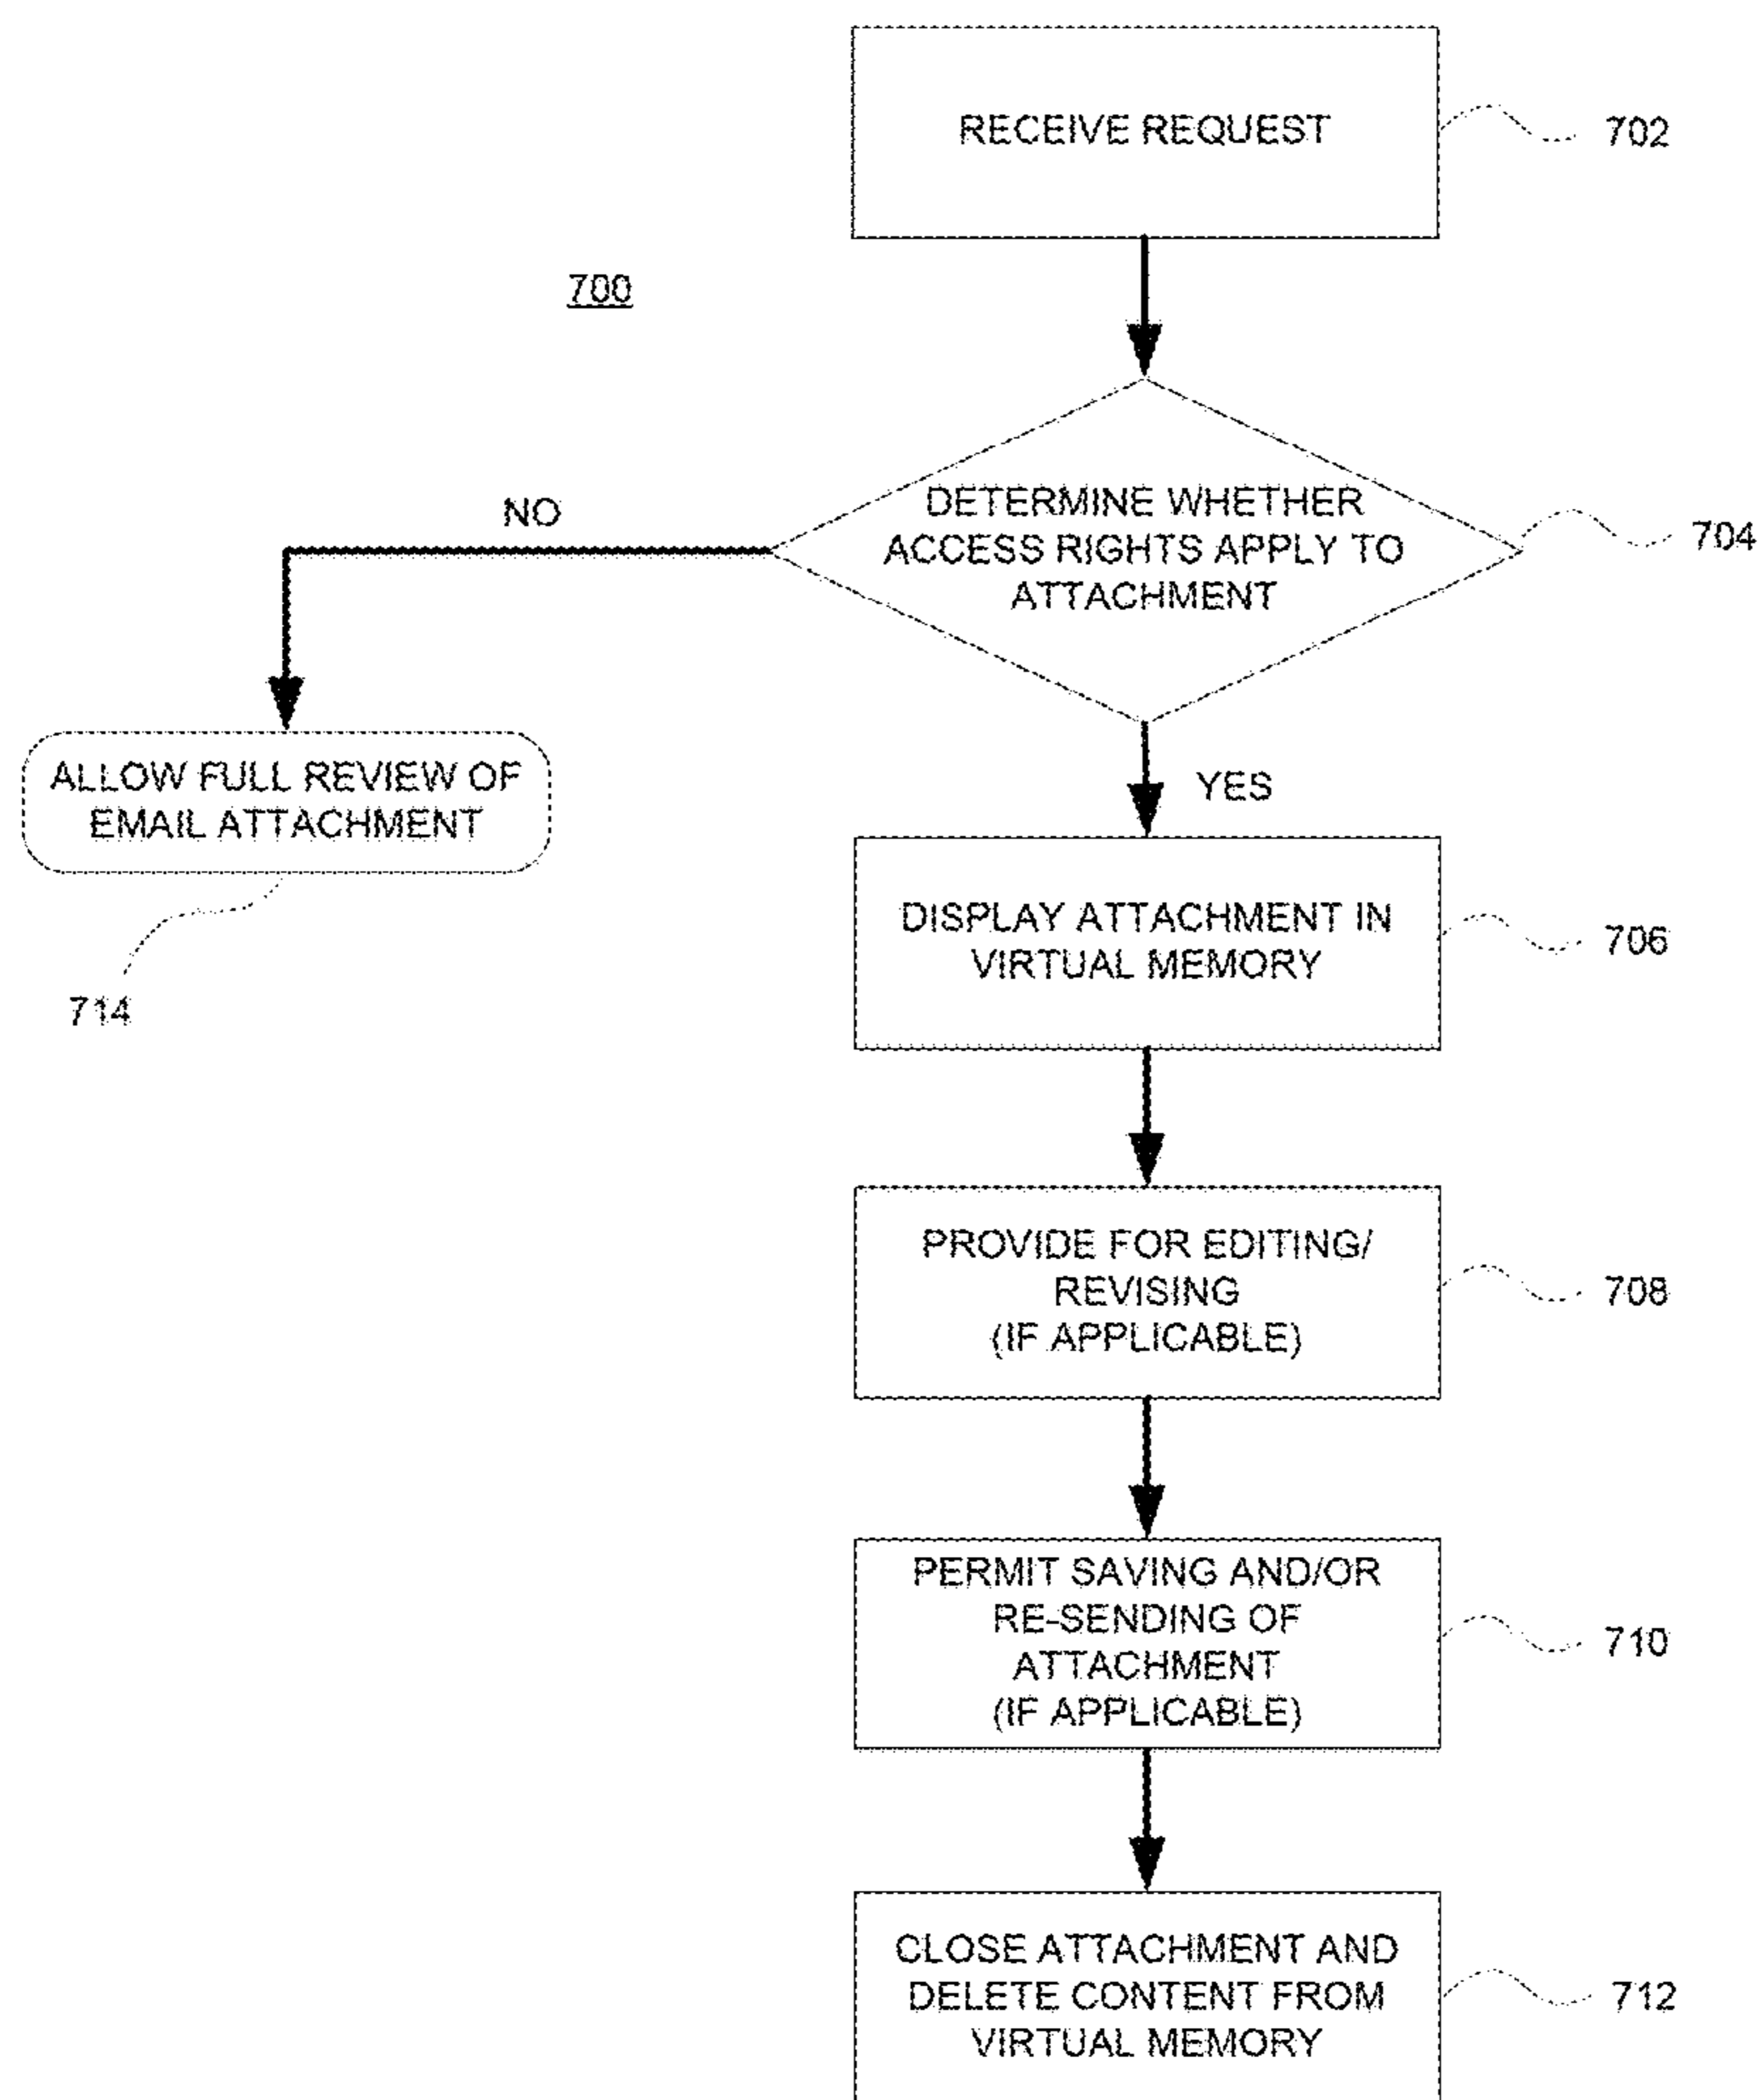 RECEIVE REQUEST
702
700
DETERMINE WHETHER
ACCESS RIGHTS APPLY TO
ATTACHMENT
704
NO
YES
ALLOW FULL REVIEW OF
EMAIL ATTACHMENT
714
DISPLAY ATTACHMENT IN
VIRTUAL MEMORY
706
PROVIDE FOR EDITING/
REVISING
(IF APPLICABLE)
708
PERMIT SAVING AND/OR
RE-SENDING OF
ATTACHMENT
(IF APPLICABLE)
710
CLOSE ATTACHMENT AND
DELETE CONTENT FROM
VIRTUAL MEMORY
712